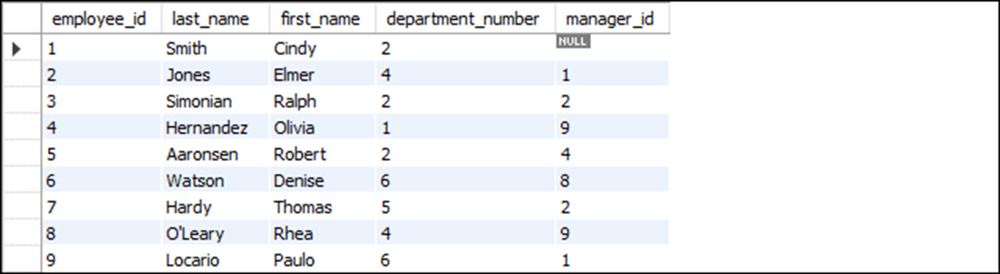 employee_id last_name first_name department_number manager_id
1 Smith Cindy 2 NULL
2 Jones Elmer 4 1
3 Simonian Ralph 2 2
4 Hernandez Olivia 1 9
5 Aaronsen Robert 2 4
6 Watson Denise 6 8
7 Hardy Thomas 5 2
8 O'Leary Rhea 4 9
9 Locario Paulo 6 1